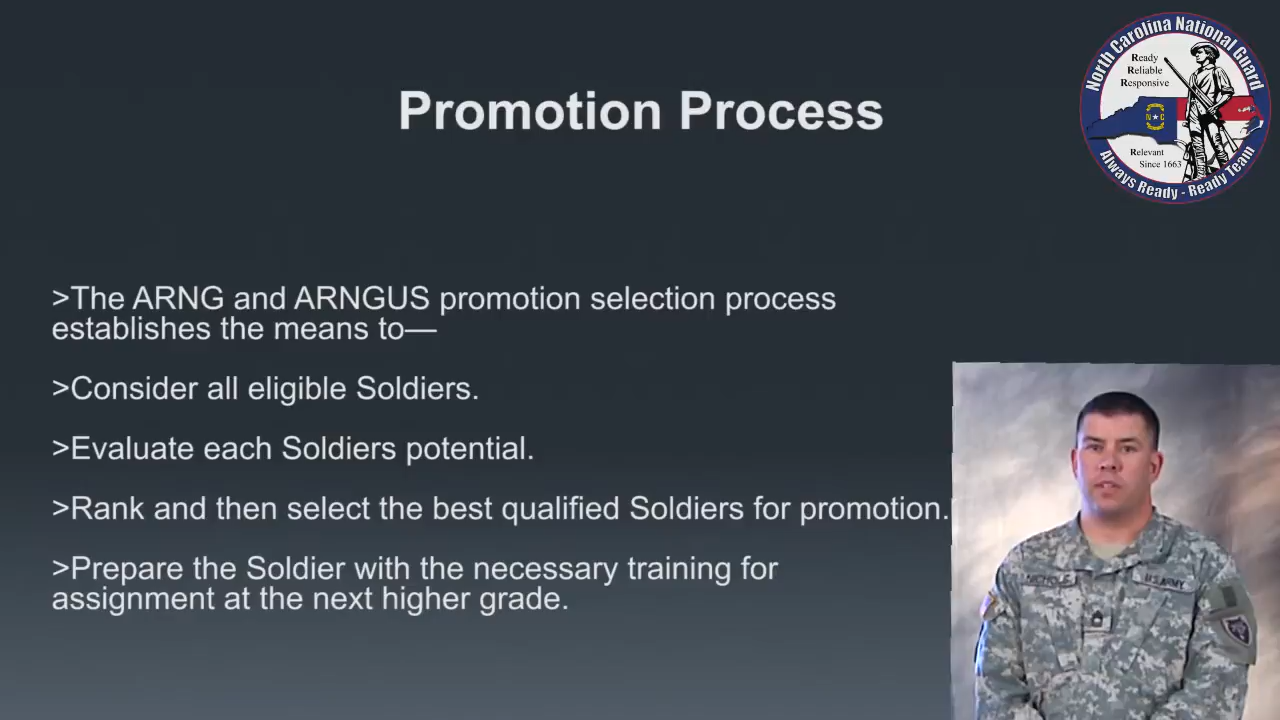 Promotion Process
North Carolina National Guard
Ready
Reliable
Responsive
N C
Relevant
Since 1663
Always Ready - Ready Team
>The ARNG and ARNGUS promotion selection process
establishes the means to—
>Consider all eligible Soldiers.
>Evaluate each Soldiers potential.
>Rank and then select the best qualified Soldiers for promotion.
>Prepare the Soldier with the necessary training for
assignment at the next higher grade.
U.S. ARMY